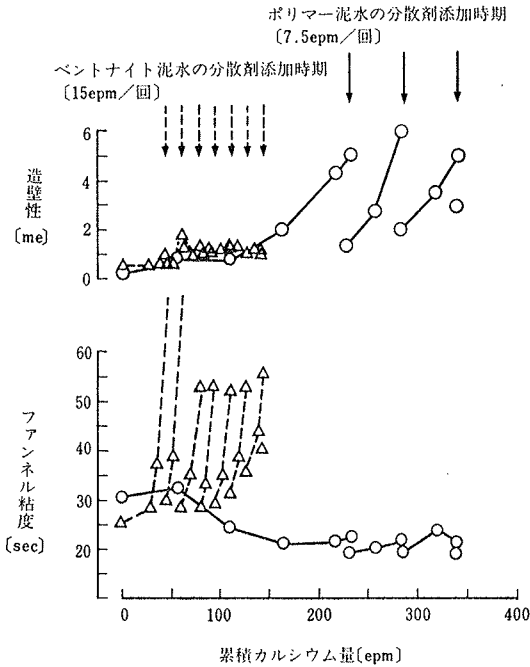 ポリマー泥水の分散剤添加時期
〔7.5epm／回〕
ベントナイト泥水の分散剤添加時期
〔15epm／回〕
造壁性
〔me〕
6
4
2
0
ファンネル粘度
〔sec〕
60
50
40
30
20
0
100
200
300
400
累積カルシウム量〔epm〕